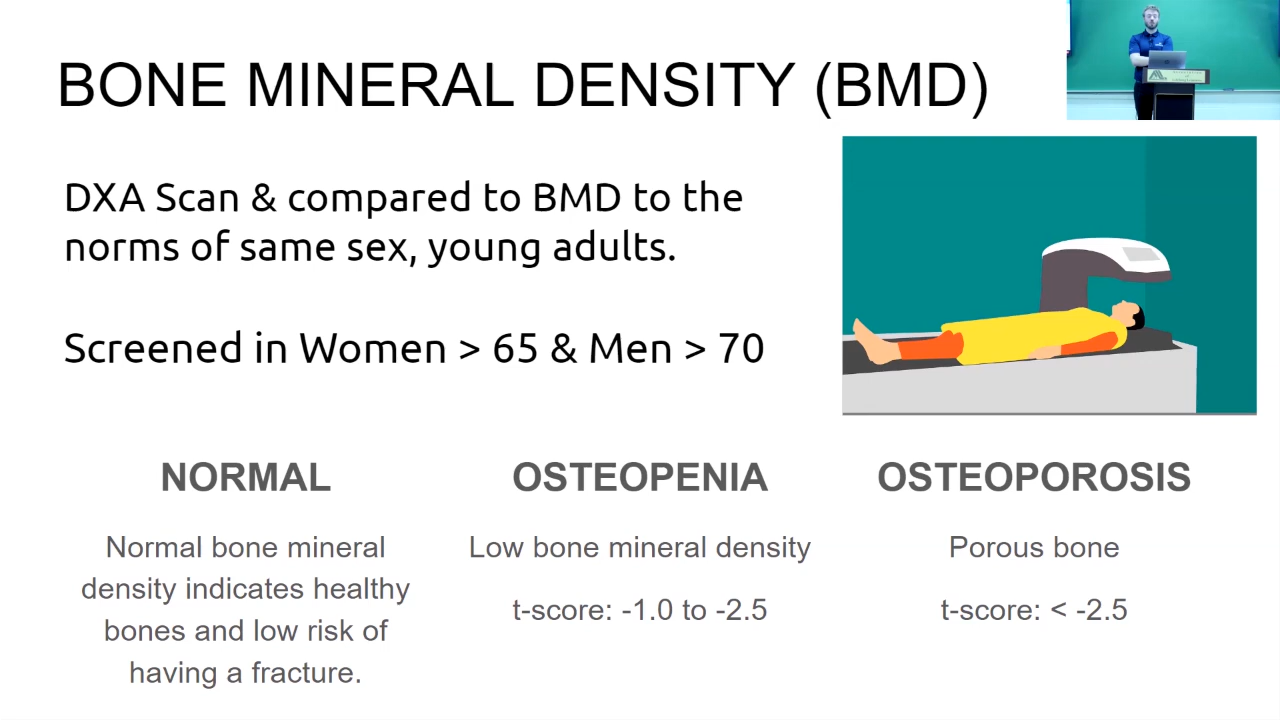 BONE MINERAL DENSITY (BMD)
DXA Scan & compared to BMD to the
norms of same sex, young adults.
Screened in Women > 65 & Men > 70
NORMAL
Normal bone mineral
density indicates healthy
bones and low risk of
having a fracture.
OSTEOPENIA
Low bone mineral density
t-score: -1.0 to -2.5
OSTEOPOROSIS
Porous bone
t-score: < -2.5